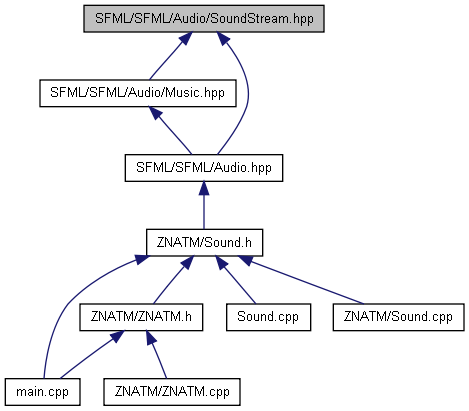 SFML/SFML/Audio/SoundStream.hpp
SFML/SFML/Audio/Music.hpp
SFML/SFML/Audio.hpp
ZNATM/Sound.h
ZNATM/ZNATM.h
Sound.cpp
ZNATM/Sound.cpp
main.cpp
ZNATM/ZNATM.cpp